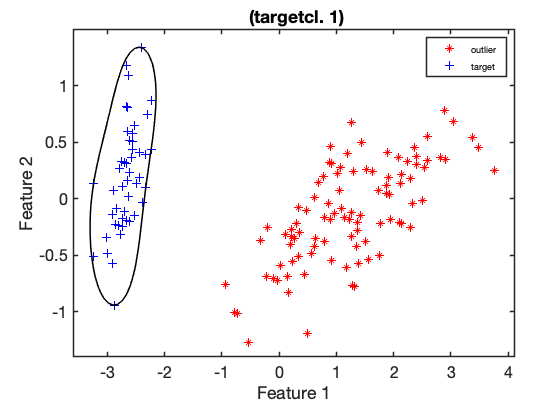 (targetcl. 1)
outlier
target
1
0.5
0
-0.5
-1
Feature 2
-3
-2
-1
0
1
2
3
4
Feature 1